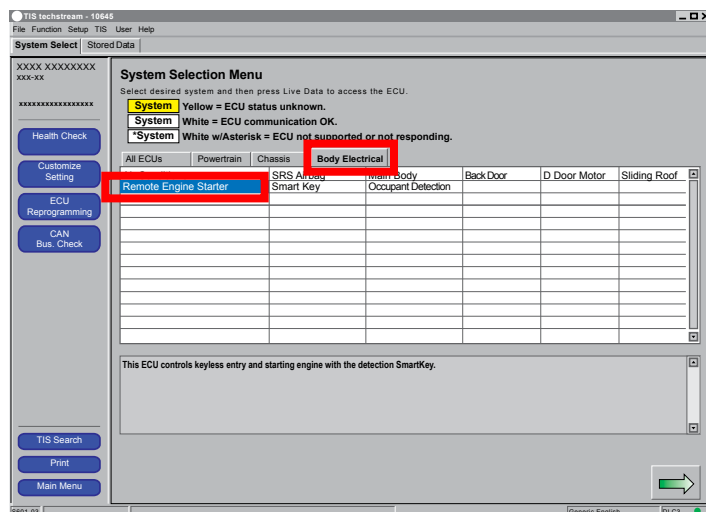 TIS techstream - 10645
File Function Setup TIS User Help
System Select Stored Data
XXXX XXXXXXXX
xxx-xx
xxxxxxxxxxxxxxxxx
Health Check
Customize
Setting
ECU
Reprogramming
CAN
Bus. Check
TIS Search
Print
Main Menu
System Selection Menu
Select desired system and then press Live Data to access the ECU.
System Yellow = ECU status unknown.
System White = ECU communication OK.
*System White w/Asterisk = ECU not supported or not responding.
All ECUs Powertrain Chassis Body Electrical
SRS Airbag Main Body Back Door D Door Motor Sliding Roof
Remote Engine Starter Smart Key Occupant Detection
This ECU controls keyless entry and starting engine with the detection SmartKey.
S601-03 Generic English DLC3